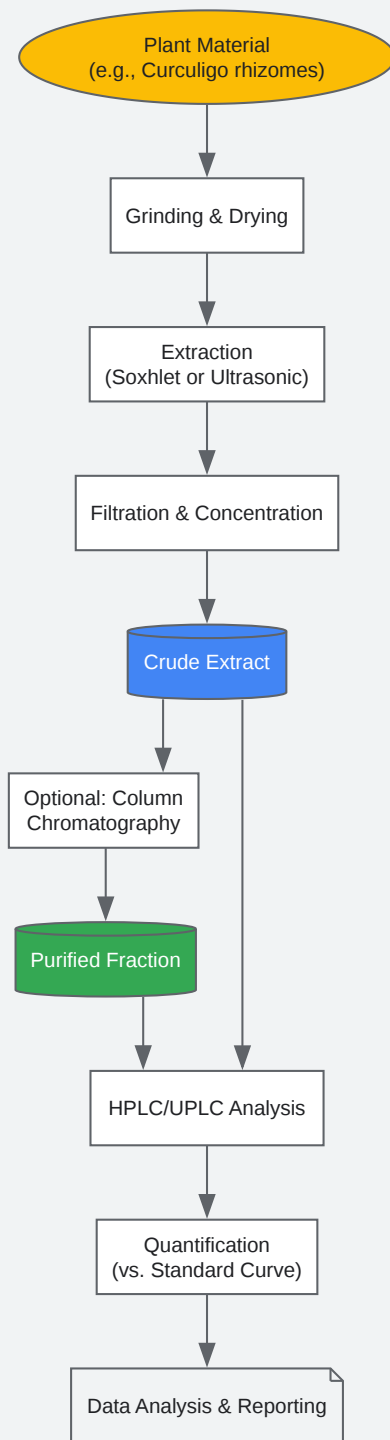 Plant Material
(e.g., Curculigo rhizomes)
Grinding & Drying
Extraction
(Soxhlet or Ultrasonic)
Filtration & Concentration
Crude Extract
Optional: Column
Chromatography
Purified Fraction
HPLC/UPLC Analysis
Quantification
(vs. Standard Curve)
Data Analysis & Reporting